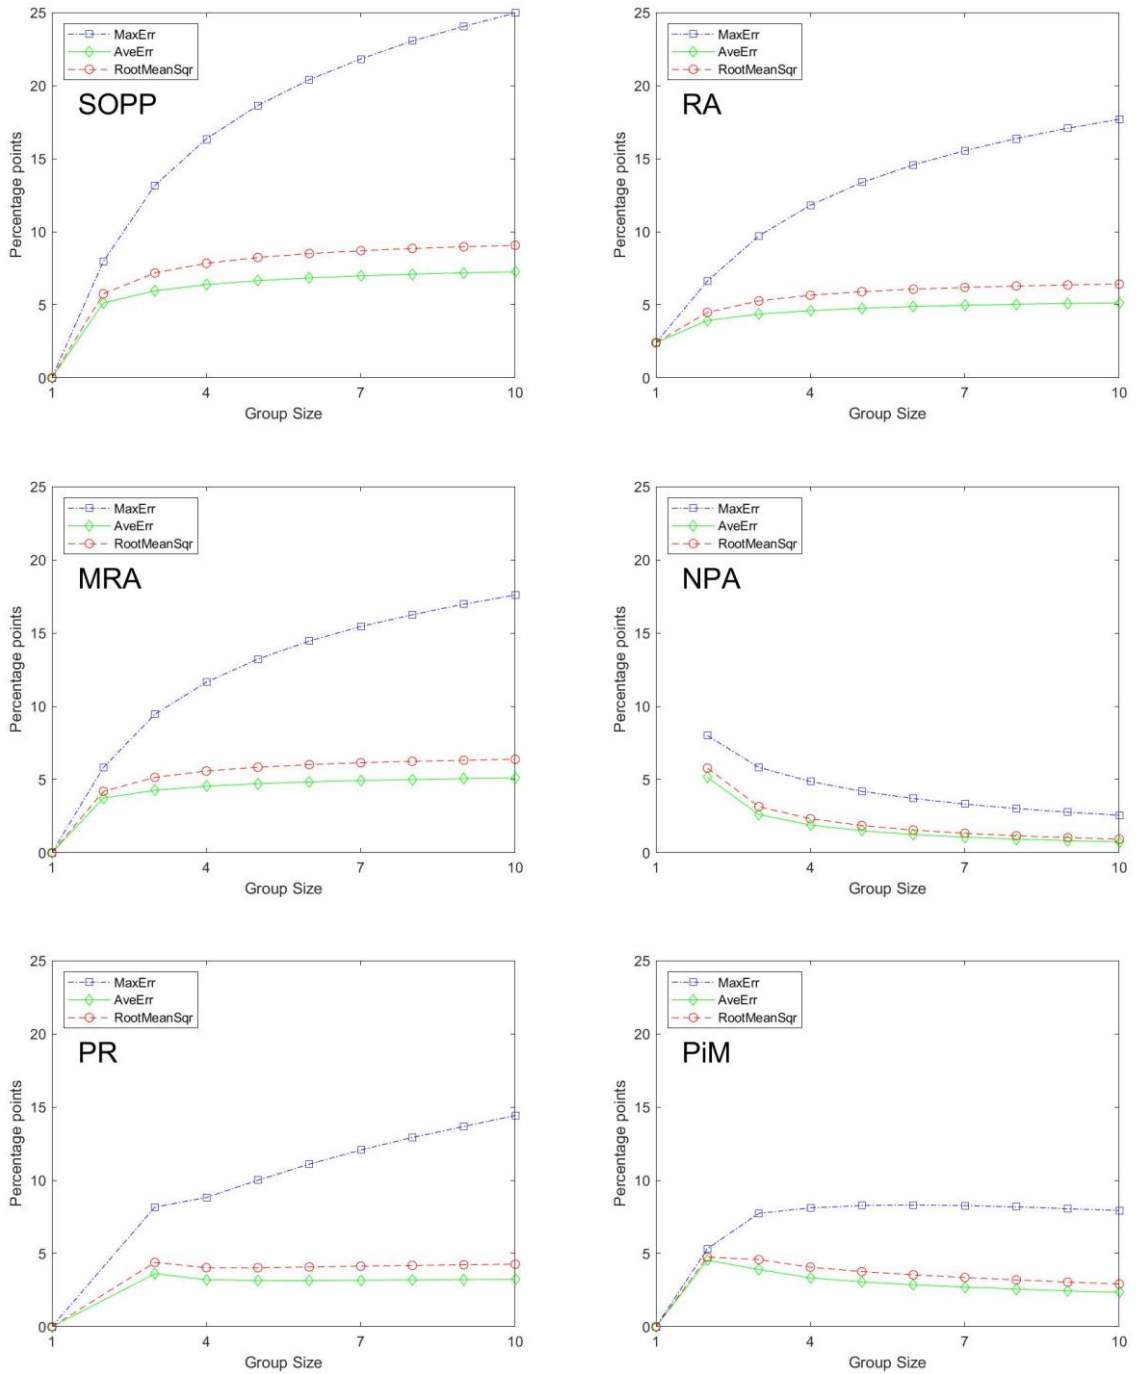 25
20
15
10
5
0
Percentage points
MaxErr
AveErr
RootMeanSqr
SOPP
1 4 7 10
Group Size
25
20
15
10
5
0
Percentage points
MaxErr
AveErr
RootMeanSqr
RA
1 4 7 10
Group Size
25
20
15
10
5
0
Percentage points
MaxErr
AveErr
RootMeanSqr
MRA
1 4 7 10
Group Size
25
20
15
10
5
0
Percentage points
MaxErr
AveErr
RootMeanSqr
NPA
1 4 7 10
Group Size
25
20
15
10
5
0
Percentage points
MaxErr
AveErr
RootMeanSqr
PR
1 4 7 10
Group Size
25
20
15
10
5
0
Percentage points
MaxErr
AveErr
RootMeanSqr
PiM
1 4 7 10
Group Size